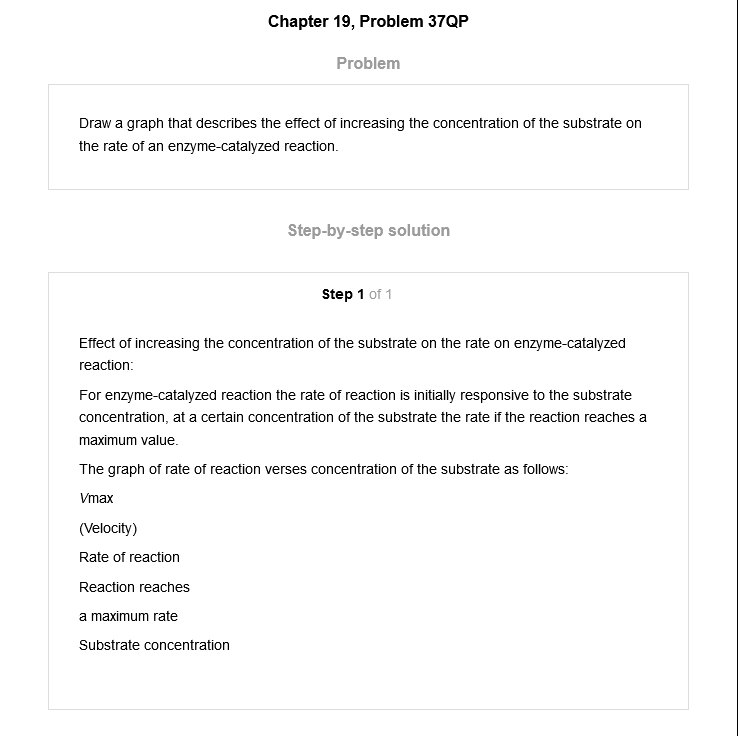 Chapter 19, Problem 37QP
Problem
Draw a graph that describes the effect of increasing the concentration of the substrate on
the rate of an enzyme-catalyzed reaction.
Step-by-step solution
Step 1 of 1
Effect of increasing the concentration of the substrate on the rate on enzyme-catalyzed
reaction:
For enzyme-catalyzed reaction the rate of reaction is initially responsive to the substrate
concentration, at a certain concentration of the substrate the rate if the reaction reaches a
maximum value.
The graph of rate of reaction verses concentration of the substrate as follows:
Vmax
(Velocity)
Rate of reaction
Reaction reaches
a maximum rate
Substrate concentration